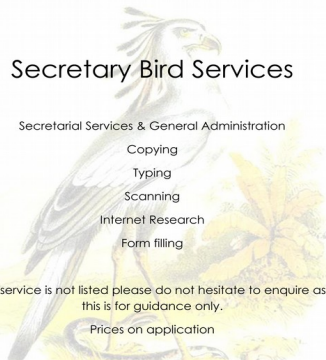 Secretary Bird Services
Secretarial Services & General Administration
Copying
Typing
Scanning
Internet Research
Form filling
service is not listed please do not hesitate to enquire as
this is for guidance only.
Prices on application